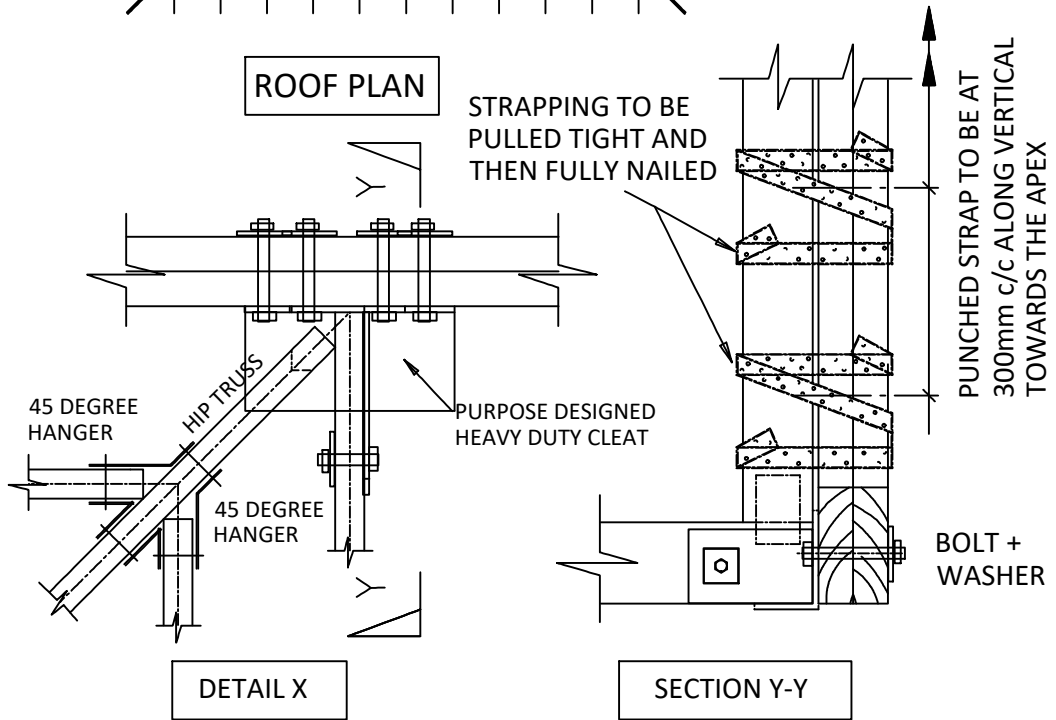 ROOF PLAN
STRAPPING TO BE
PULLED TIGHT AND
THEN FULLY NAILED
PUNCHED STRAP TO BE AT
300mm c/c ALONG VERTICAL
TOWARDS THE APEX
Y
HIP TRUSS
45 DEGREE
HANGER
PURPOSE DESIGNED
HEAVY DUTY CLEAT
45 DEGREE
HANGER
Y
BOLT +
WASHER
DETAIL X
SECTION Y-Y